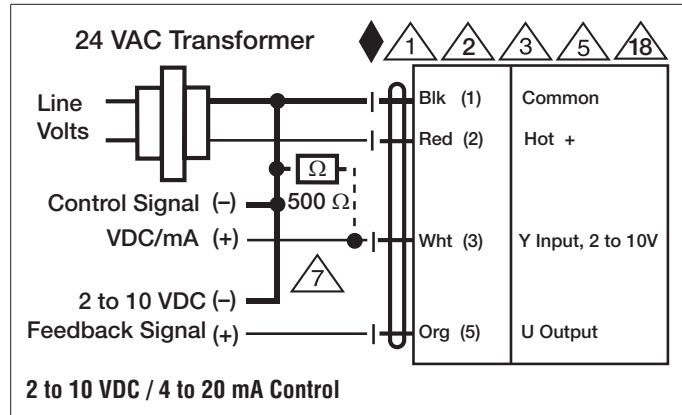 24 VAC Transformer
1 2 3 5 18
Line
Volts
Blk (1) Common
Red (2) Hot +
Ω
500 Ω
Control Signal (–)
VDC/mA (+)
Wht (3) Y Input, 2 to 10V
7
2 to 10 VDC (–)
Feedback Signal (+)
Org (5) U Output
2 to 10 VDC / 4 to 20 mA Control